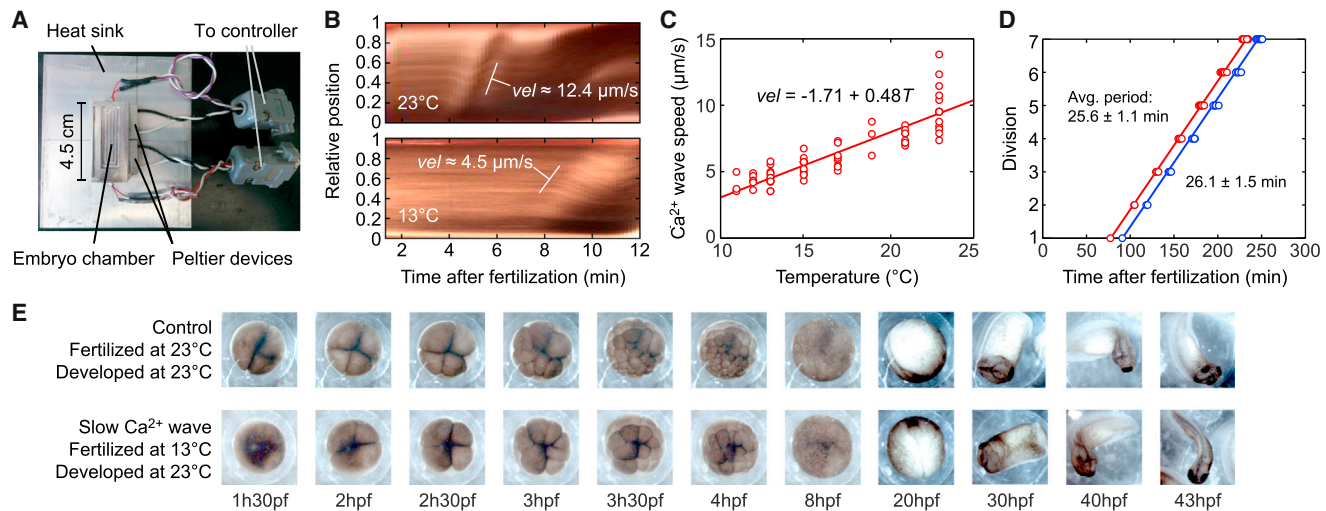 A
Heat sink
To controller
4.5 cm
Embryo chamber
Peltier devices
B
Relative position
1
0.8
0.6
0.4
0.2
0
23°C
vel ≈ 12.4 µm/s
1
0.8
0.6
0.4
0.2
0
13°C
vel ≈ 4.5 µm/s
2 4 6 8 10 12
Time after fertilization (min)
C
Ca2+ wave speed (µm/s)
15
10
5
0
vel = -1.71 + 0.48T
10 15 20 25
Temperature (°C)
D
Division
7
6
5
4
3
2
1
Avg. period:
25.6 ± 1.1 min
26.1 ± 1.5 min
0 50 100 150 200 250 300
Time after fertilization (min)
E
Control
Fertilized at 23°C
Developed at 23°C
Slow Ca2+ wave
Fertilized at 13°C
Developed at 23°C
1h30pf 2hpf 2h30pf 3hpf 3h30pf 4hpf 8hpf 20hpf 30hpf 40hpf 43hpf